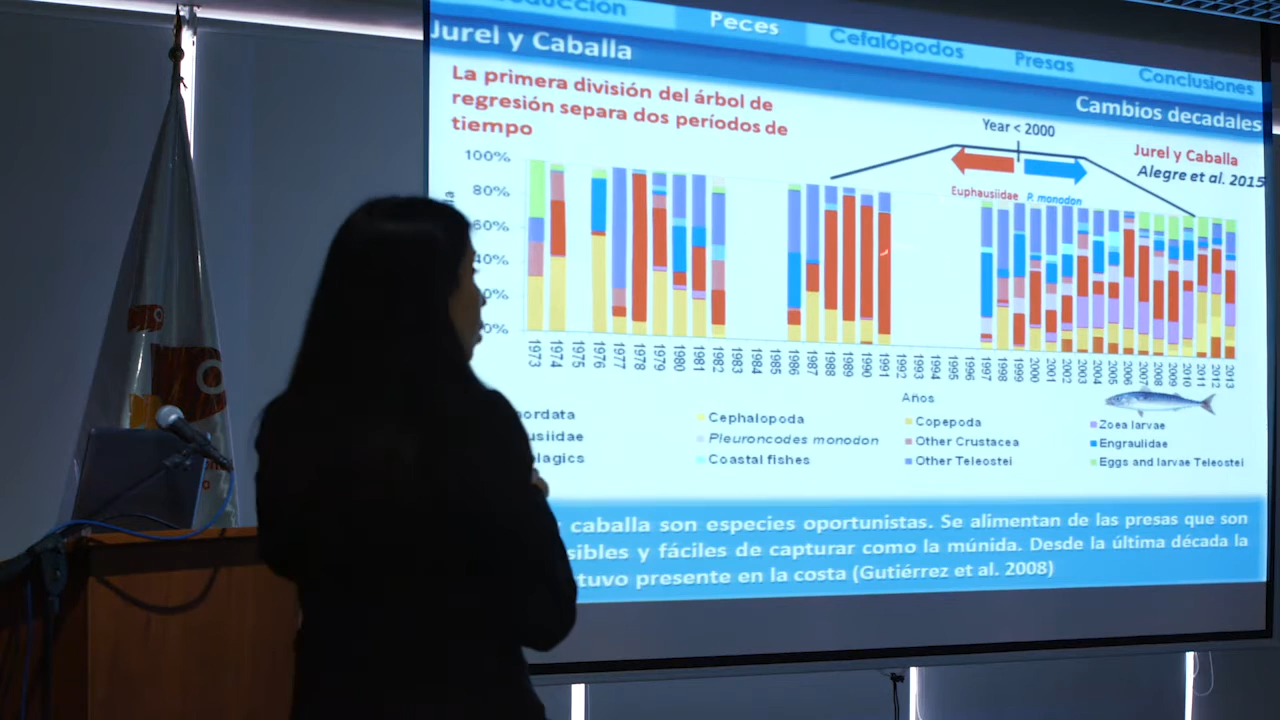 Peces
Cefalópodos
Presas
Conclusiones
Jurel y Caballa
Cambios decadales
La primera división del árbol de
regresión separa dos períodos de
tiempo
Year < 2000
Jurel y Caballa
Alegre et al. 2015
Euphausiidae P. monodon
100%
80%
60%
40%
0%
0%
1973 1974 1975 1976 1977 1978 1979 1980 1981 1982 1983 1984 1985 1986 1987 1988 1989 1990 1991 1992 1993 1994 1995 1996 1997 1998 1999 2000 2001 2002 2003 2004 2005 2006 2007 2008 2009 2010 2011 2012 2013
Años
Cephalopoda Copepoda Zoea larvae
Pleuroncodes monodon Other Crustacea Engraulidae
Coastal fishes Other Teleostei Eggs and larvae Teleostei
caballa son especies oportunistas. Se alimentan de las presas que son
sibles y fáciles de capturar como la múnida. Desde la última década la
tuvo presente en la costa (Gutiérrez et al. 2008)